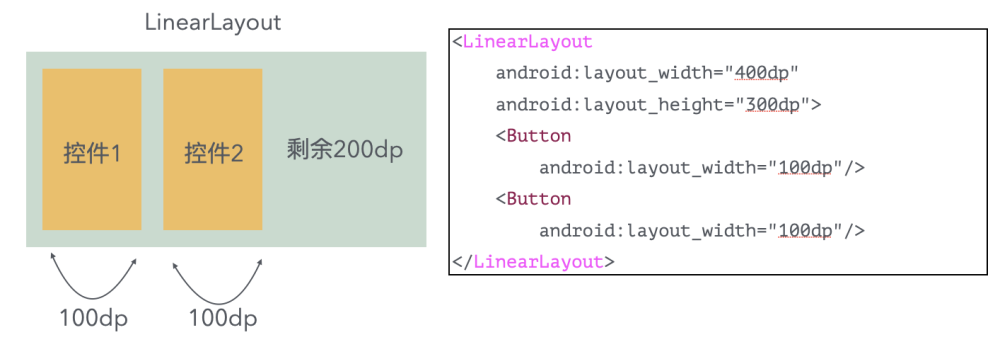 LinearLayout
控件1
控件2
剩余200dp
100dp
100dp
<LinearLayout
android:layout_width="400dp"
android:layout_height="300dp">
<Button
android:layout_width="100dp"/>
<Button
android:layout_width="100dp"/>
</LinearLayout>